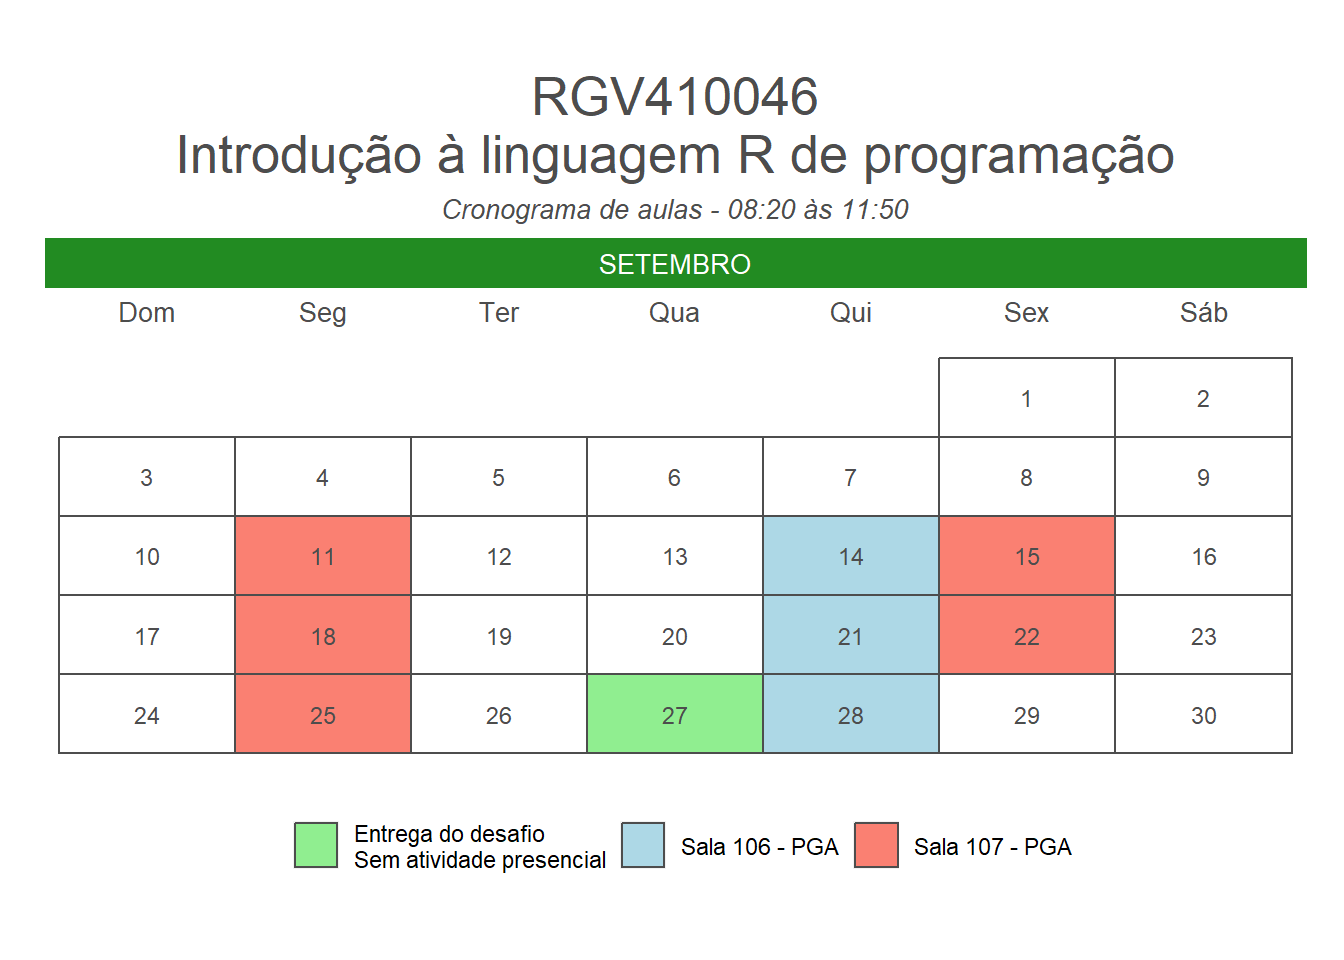 RGV410046
Introdução à linguagem R de programação
Cronograma de aulas - 08:20 às 11:50
SETEMBRO
Dom Seg Ter Qua Qui Sex Sáb
1 2
3 4 5 6 7 8 9
10 11 12 13 14 15 16
17 18 19 20 21 22 23
24 25 26 27 28 29 30
Entrega do desafio
Sem atividade presencial
Sala 106 - PGA
Sala 107 - PGA